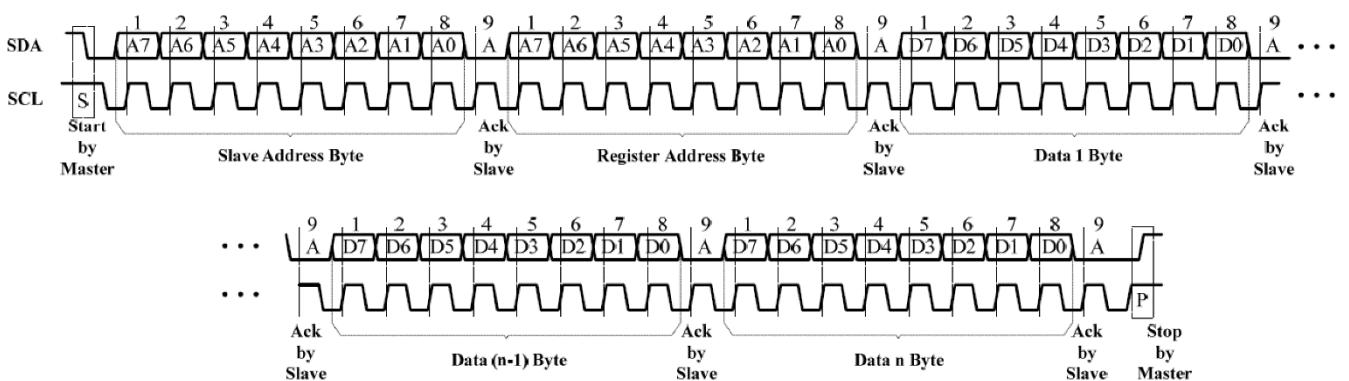 1 2 3 4 5 6 7 8 9 1 2 3 4 5 6 7 8 9 1 2 3 4 5 6 7 8 9
SDA A7 A6 A5 A4 A3 A2 A1 A0 A A7 A6 A5 A4 A3 A2 A1 A0 A D7 D6 D5 D4 D3 D2 D1 D0 A • • •
SCL S • • •
Start by Master
Slave Address Byte
Ack by Slave
Register Address Byte
Ack by Slave
Data 1 Byte
Ack by Slave
9 1 2 3 4 5 6 7 8 9 1 2 3 4 5 6 7 8 9
• • • A D7 D6 D5 D4 D3 D2 D1 D0 A D7 D6 D5 D4 D3 D2 D1 D0 A
• • • P
Ack by Slave
Data (n-1) Byte
Ack by Slave
Data n Byte
Ack by Slave
Stop by Master